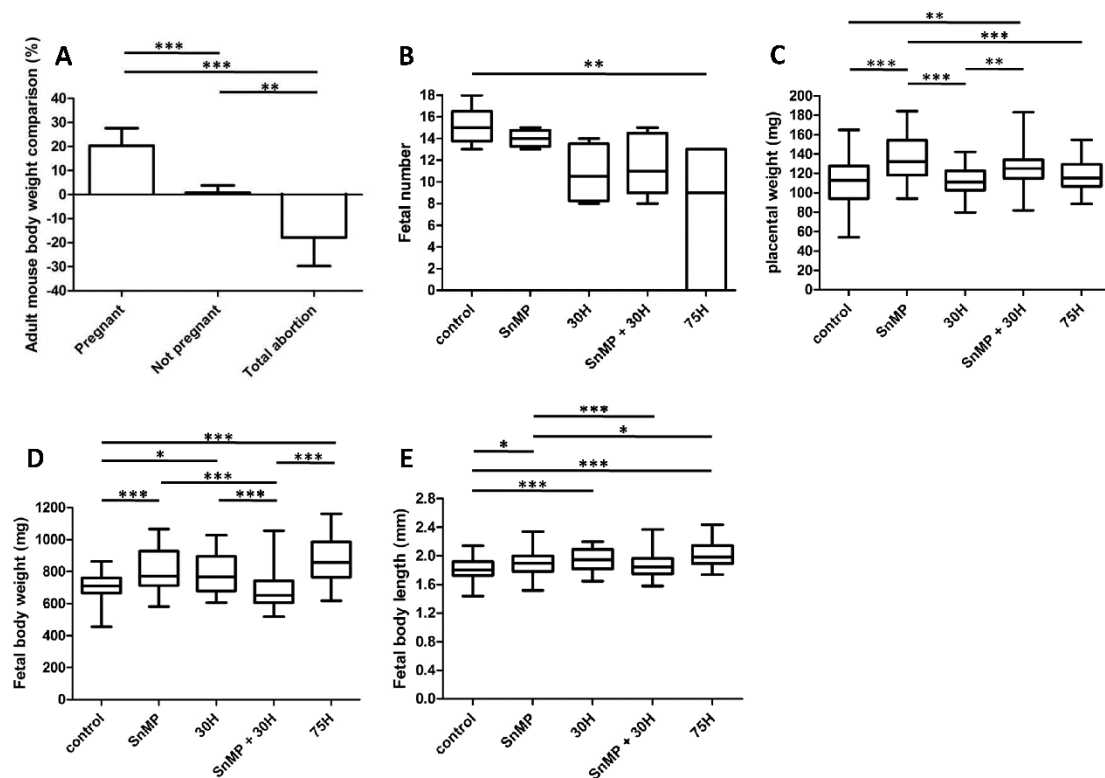 A
***
***
**
Adult mouse body weight comparison (%)
40
30
20
10
0
-10
-20
-30
-40
Pregnant
Not pregnant
Total abortion
B
**
Fetal number
18
16
14
12
10
8
6
4
2
0
control
SnMP
30H
SnMP + 30H
75H
C
**
***
***
**
***
placental weight (mg)
200
180
160
140
120
100
80
60
40
20
0
control
SnMP
30H
SnMP + 30H
75H
D
***
*
***
***
***
***
Fetal body weight (mg)
1200
1000
800
600
400
200
0
control
SnMP
30H
SnMP + 30H
75H
E
***
*
*
***
***
Fetal body length (mm)
2.8
2.4
2.0
1.6
1.2
0.8
0.4
0.0
control
SnMP
30H
SnMP + 30H
75H